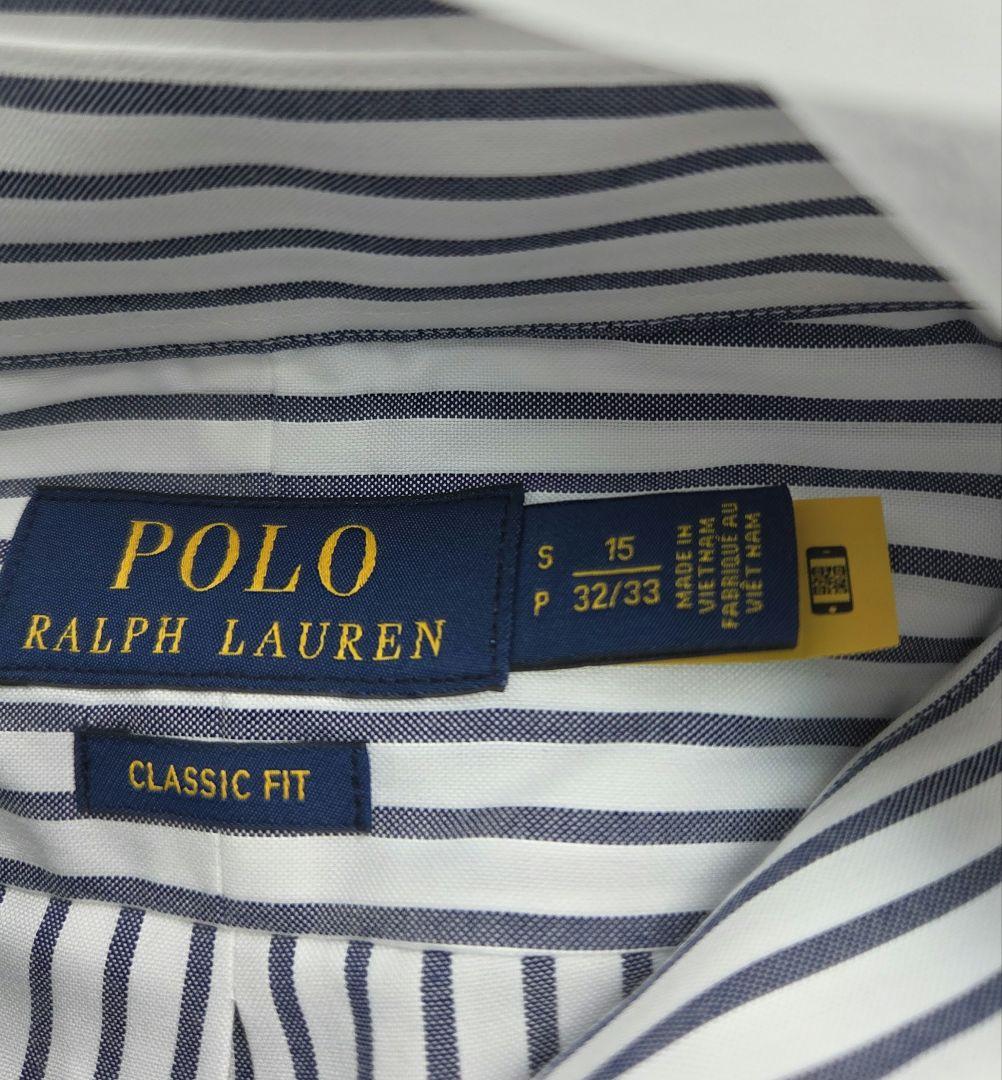 POLO
RALPH LAUREN
S 15
P 32/33
MADE IN
VIETNAM
FABRIQUÉ AU
VIÊT NAM
CLASSIC FIT